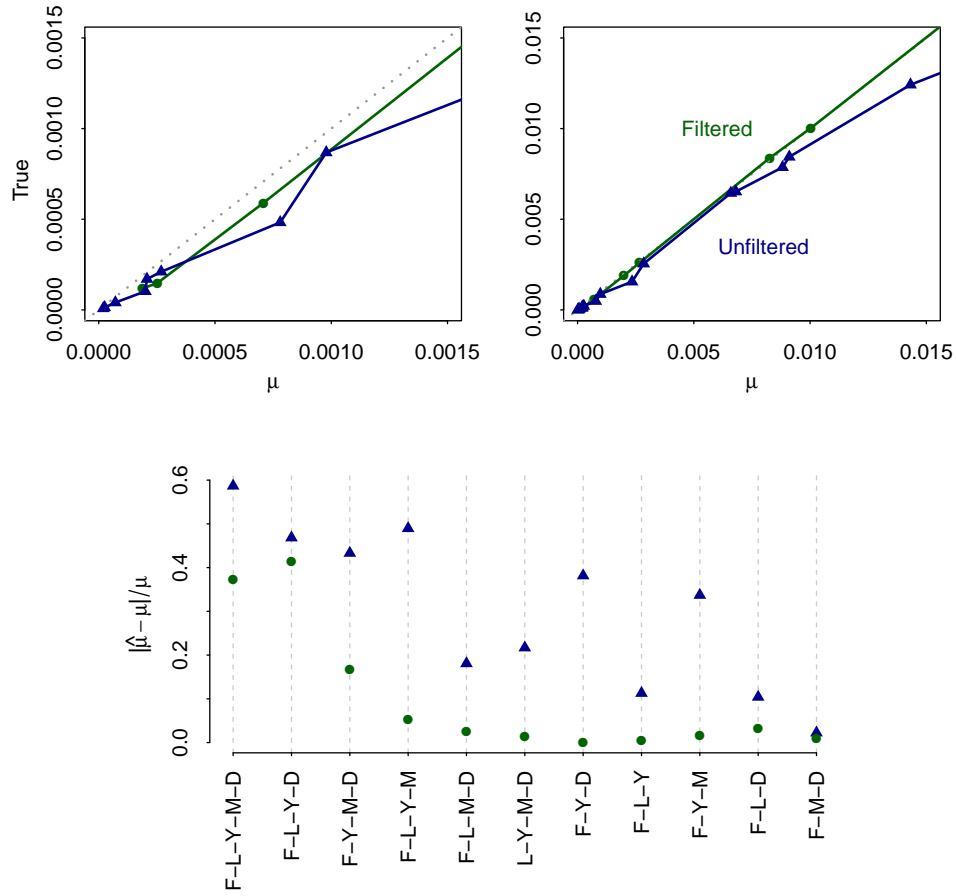 True
0.0000 0.0005 0.0010 0.0015
0.0000 0.0005 0.0010 0.0015
μ
Filtered
Unfiltered
0.000 0.005 0.010 0.015
0.000 0.005 0.010 0.015
μ
|μ̂−μ|/μ
0.0 0.2 0.4 0.6
F−L−Y−M−D
F−L−Y−D
F−Y−M−D
F−L−Y−M
F−L−M−D
L−Y−M−D
F−Y−D
F−L−Y
F−Y−M
F−L−D
F−M−D